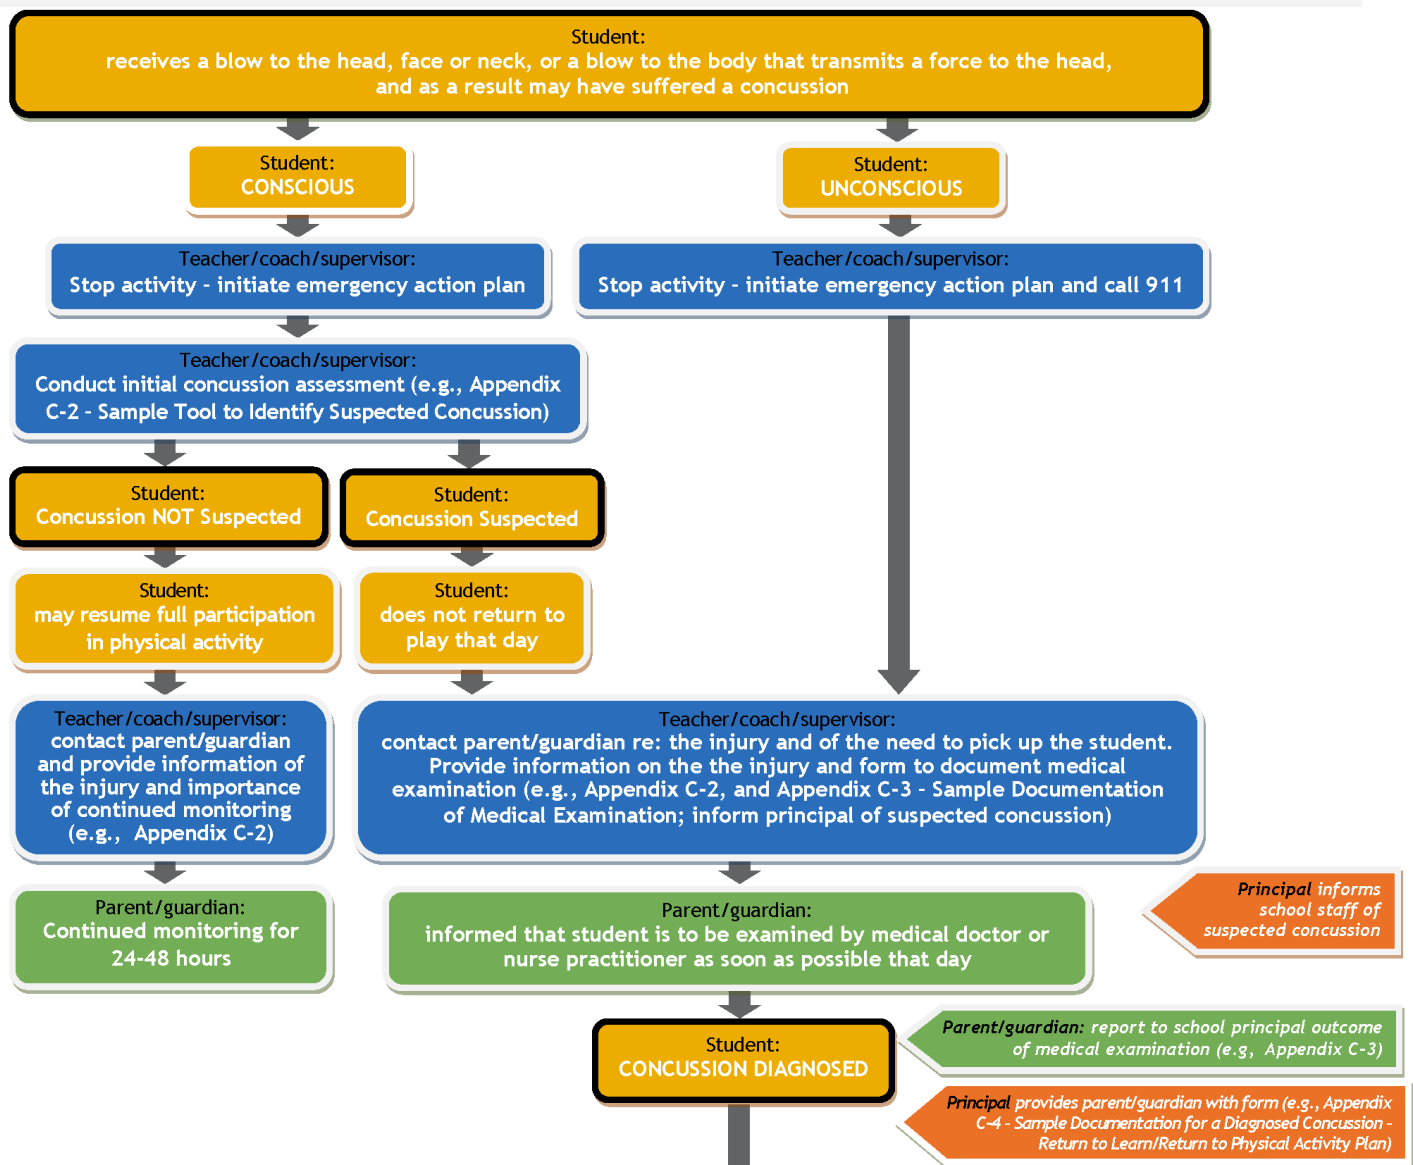 Student:
receives a blow to the head, face or neck, or a blow to the body that transmits a force to the head,
and as a result may have suffered a concussion
Student:
CONSCIOUS
Student:
UNCONSCIOUS
Teacher/coach/supervisor:
Stop activity - initiate emergency action plan
Teacher/coach/supervisor:
Stop activity - initiate emergency action plan and call 911
Teacher/coach/supervisor:
Conduct initial concussion assessment (e.g., Appendix
C-2 - Sample Tool to Identify Suspected Concussion)
Student:
Concussion NOT Suspected
Student:
Concussion Suspected
Student:
may resume full participation
in physical activity
Student:
does not return to
play that day
Teacher/coach/supervisor:
contact parent/guardian
and provide information of
the injury and importance
of continued monitoring
(e.g., Appendix C-2)
Teacher/coach/supervisor:
contact parent/guardian re: the injury and of the need to pick up the student.
Provide information on the the injury and form to document medical
examination (e.g., Appendix C-2, and Appendix C-3 - Sample Documentation
of Medical Examination; inform principal of suspected concussion)
Parent/guardian:
Continued monitoring for
24-48 hours
Parent/guardian:
informed that student is to be examined by medical doctor or
nurse practitioner as soon as possible that day
Principal informs
school staff of
suspected concussion
Student:
CONCUSSION DIAGNOSED
Parent/guardian: report to school principal outcome
of medical examination (e.g, Appendix C-3)
Principal provides parent/guardian with form (e.g., Appendix
C-4 - Sample Documentation for a Diagnosed Concussion -
Return to Learn/Return to Physical Activity Plan)